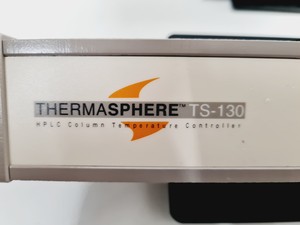 THERMASPHERE™ TS-130
HPLC Column Temperature Controller